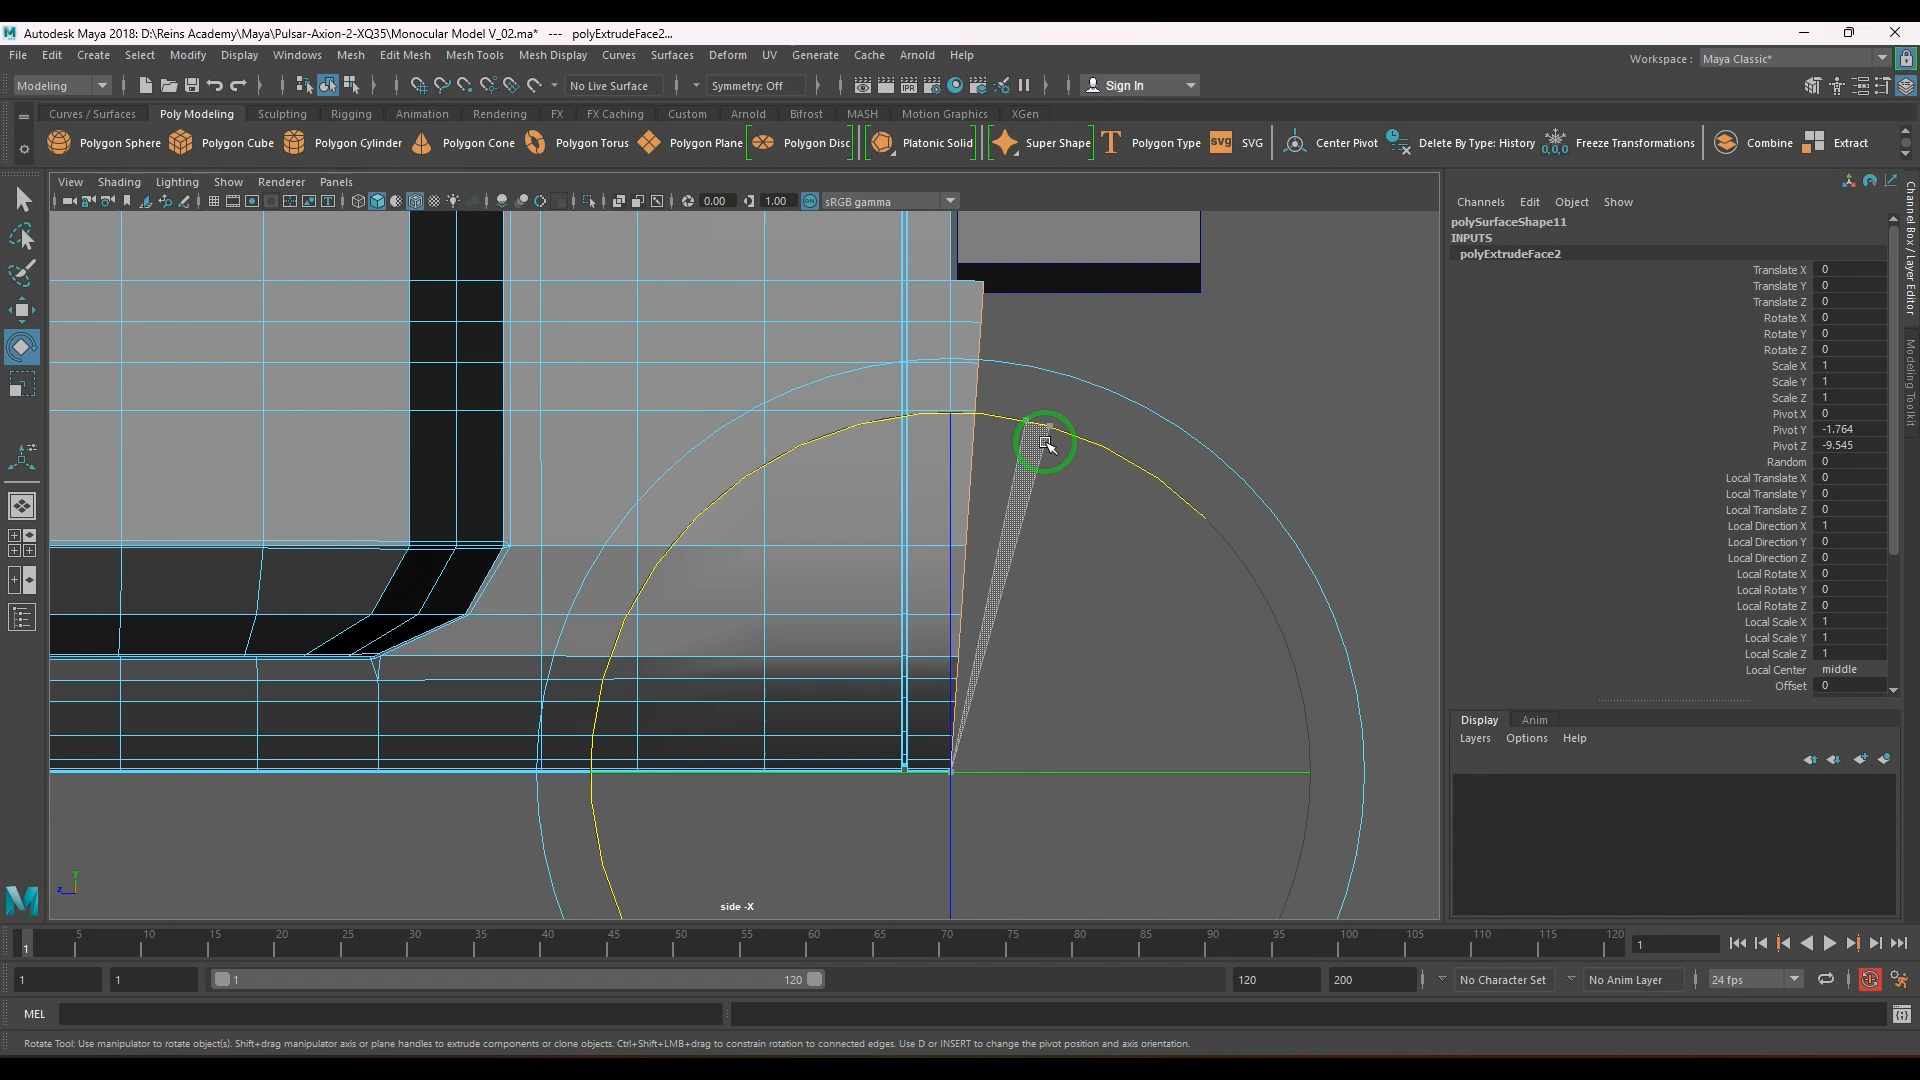 Autodesk Maya 2018: D:\Reins Academy\Maya\Pulsar-Axion-2-XQ35\Monocular Model V_02.ma* --- polyExtrudeFace2...
File Edit Create Select Modify Display Windows Mesh Edit Mesh Mesh Tools Mesh Display Curves Surfaces Deform UV Generate Cache Arnold Help
Workspace : Maya Classic*
Modeling No Live Surface Symmetry: Off Sign In
Curves / Surfaces Poly Modeling Sculpting Rigging Animation Rendering FX FX Caching Custom Arnold Bifrost MASH Motion Graphics XGen
Polygon Sphere Polygon Cube Polygon Cylinder Polygon Cone Polygon Torus Polygon Plane Polygon Disc Platonic Solid Super Shape Polygon Type SVG SVG Center Pivot Delete By Type: History 0,0,0 Freeze Transformations Combine Extract
View Shading Lighting Show Renderer Panels
0.00 1.00 ON sRGB gamma
Channels Edit Object Show
polySurfaceShape11
INPUTS
polyExtrudeFace2
Translate X 0
Translate Y 0
Translate Z 0
Rotate X 0
Rotate Y 0
Rotate Z 0
Scale X 1
Scale Y 1
Scale Z 1
Pivot X 0
Pivot Y -1.764
Pivot Z -9.545
Random 0
Local Translate X 0
Local Translate Y 0
Local Translate Z 0
Local Direction X 1
Local Direction Y 0
Local Direction Z 0
Local Rotate X 0
Local Rotate Y 0
Local Rotate Z 0
Local Scale X 1
Local Scale Y 1
Local Scale Z 1
Local Center middle
Offset 0
Channel Box / Layer Editor
Modeling Toolkit
Display Anim
Layers Options Help
y
z
side -X
1 5 10 15 20 25 30 35 40 45 50 55 60 65 70 75 80 85 90 95 100 105 110 115 120 1
1 1 1 120 120 200 No Character Set No Anim Layer 24 fps
MEL
Rotate Tool: Use manipulator to rotate object(s). Shift+drag manipulator axis or plane handles to extrude components or clone objects. Ctrl+Shift+LMB+drag to constrain rotation to connected edges. Use D or INSERT to change the pivot position and axis orientation.